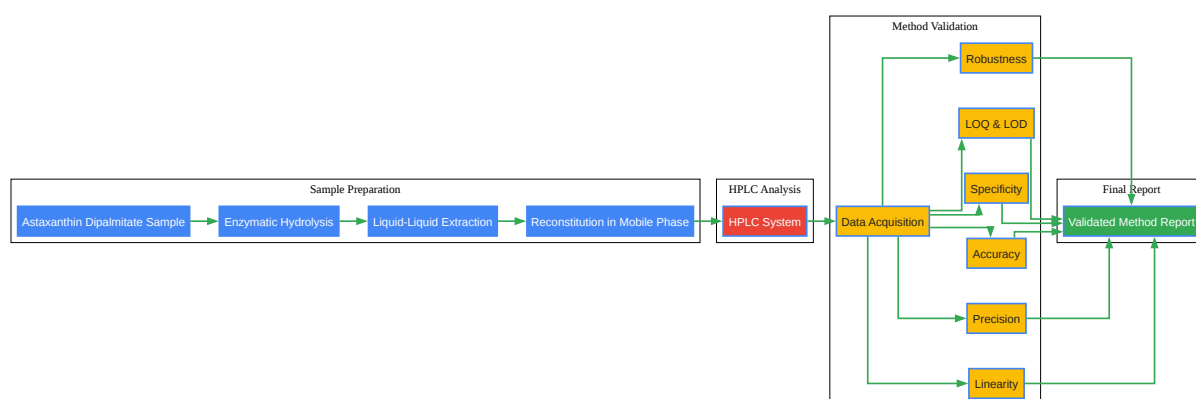 Method Validation
Robustness
LOQ & LOD
Sample Preparation
HPLC Analysis
Specificity
Final Report
Astaxanthin Dipalmitate Sample
Enzymatic Hydrolysis
Liquid-Liquid Extraction
Reconstitution in Mobile Phase
HPLC System
Data Acquisition
Validated Method Report
Accuracy
Precision
Linearity